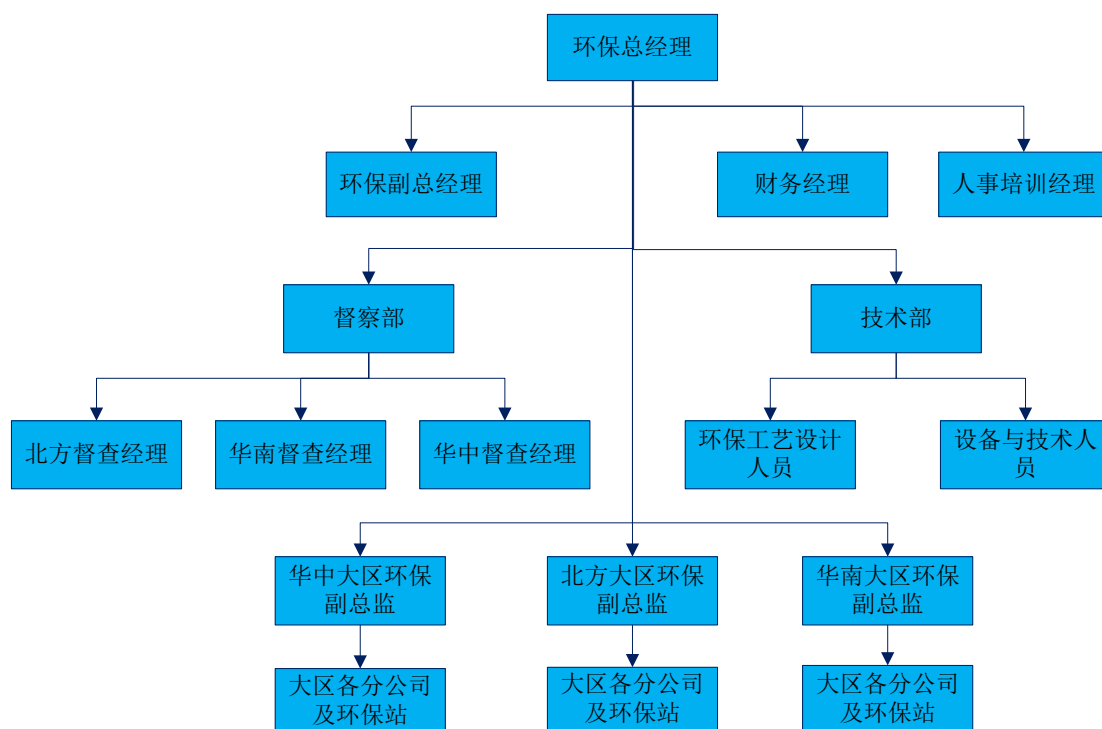 环保总经理
环保副总经理
财务经理
人事培训经理
督察部
技术部
北方督查经理
华南督查经理
华中督查经理
环保工艺设计
人员
设备与技术人
员
华中大区环保
副总监
北方大区环保
副总监
华南大区环保
副总监
大区各分公司
及环保站
大区各分公司
及环保站
大区各分公司
及环保站